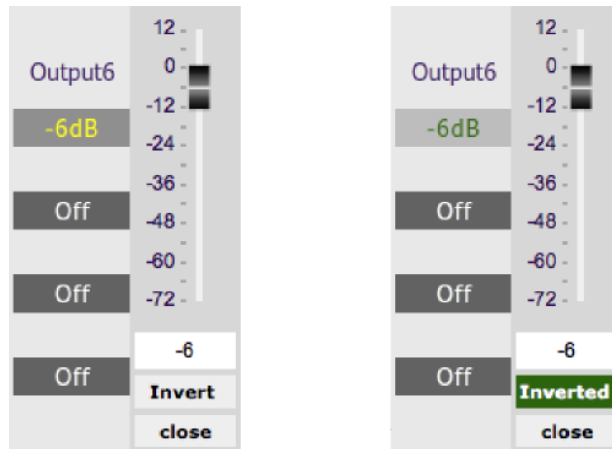 Output6
-6dB
Off
Off
Off
12
0
-12
-24
-36
-48
-60
-72
-6
Invert
close
Output6
-6dB
Off
Off
Off
12
0
-12
-24
-36
-48
-60
-72
-6
Inverted
close